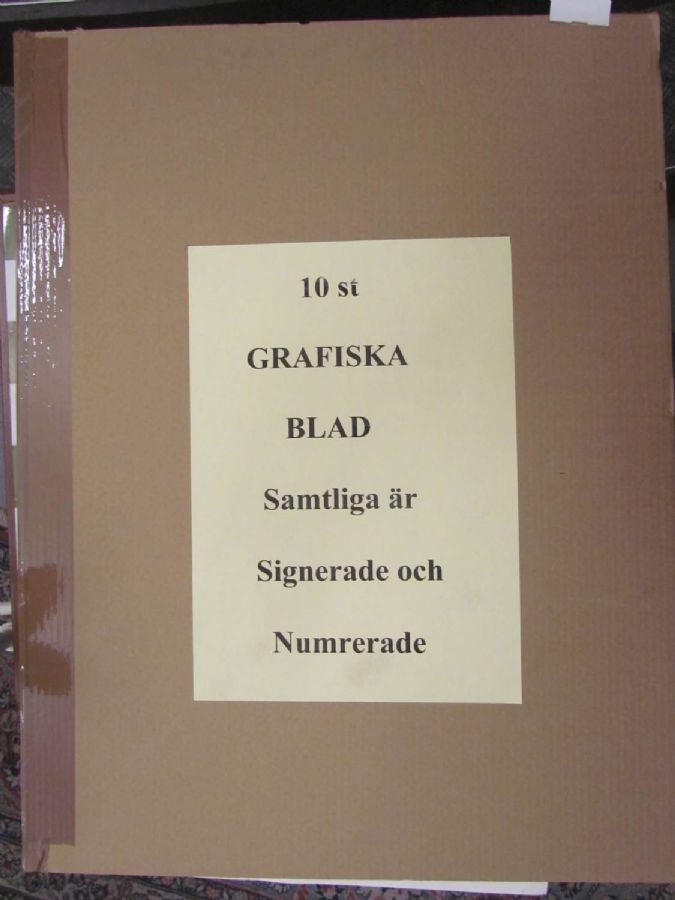 10 st
GRAFISKA
BLAD
Samtliga är
Signerade och
Numrerade